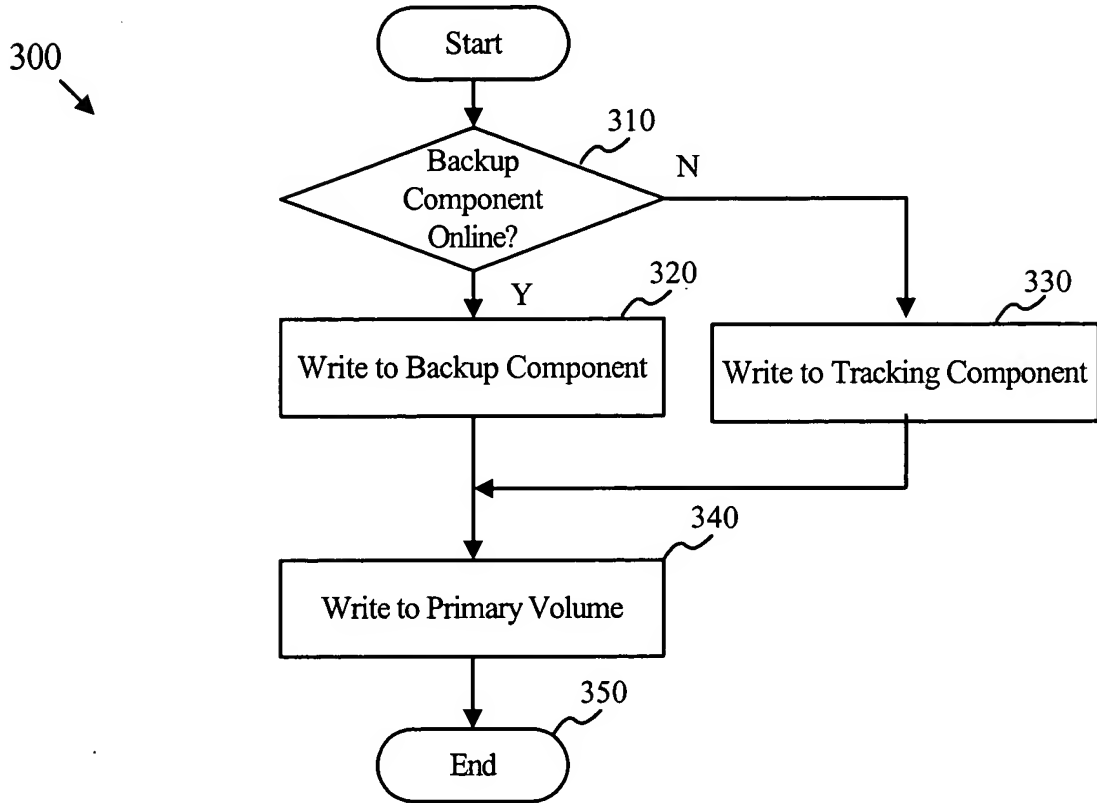 300
Start
310
Backup
Component
Online?
N
Y
320
330
Write to Backup Component
Write to Tracking Component
340
Write to Primary Volume
350
End